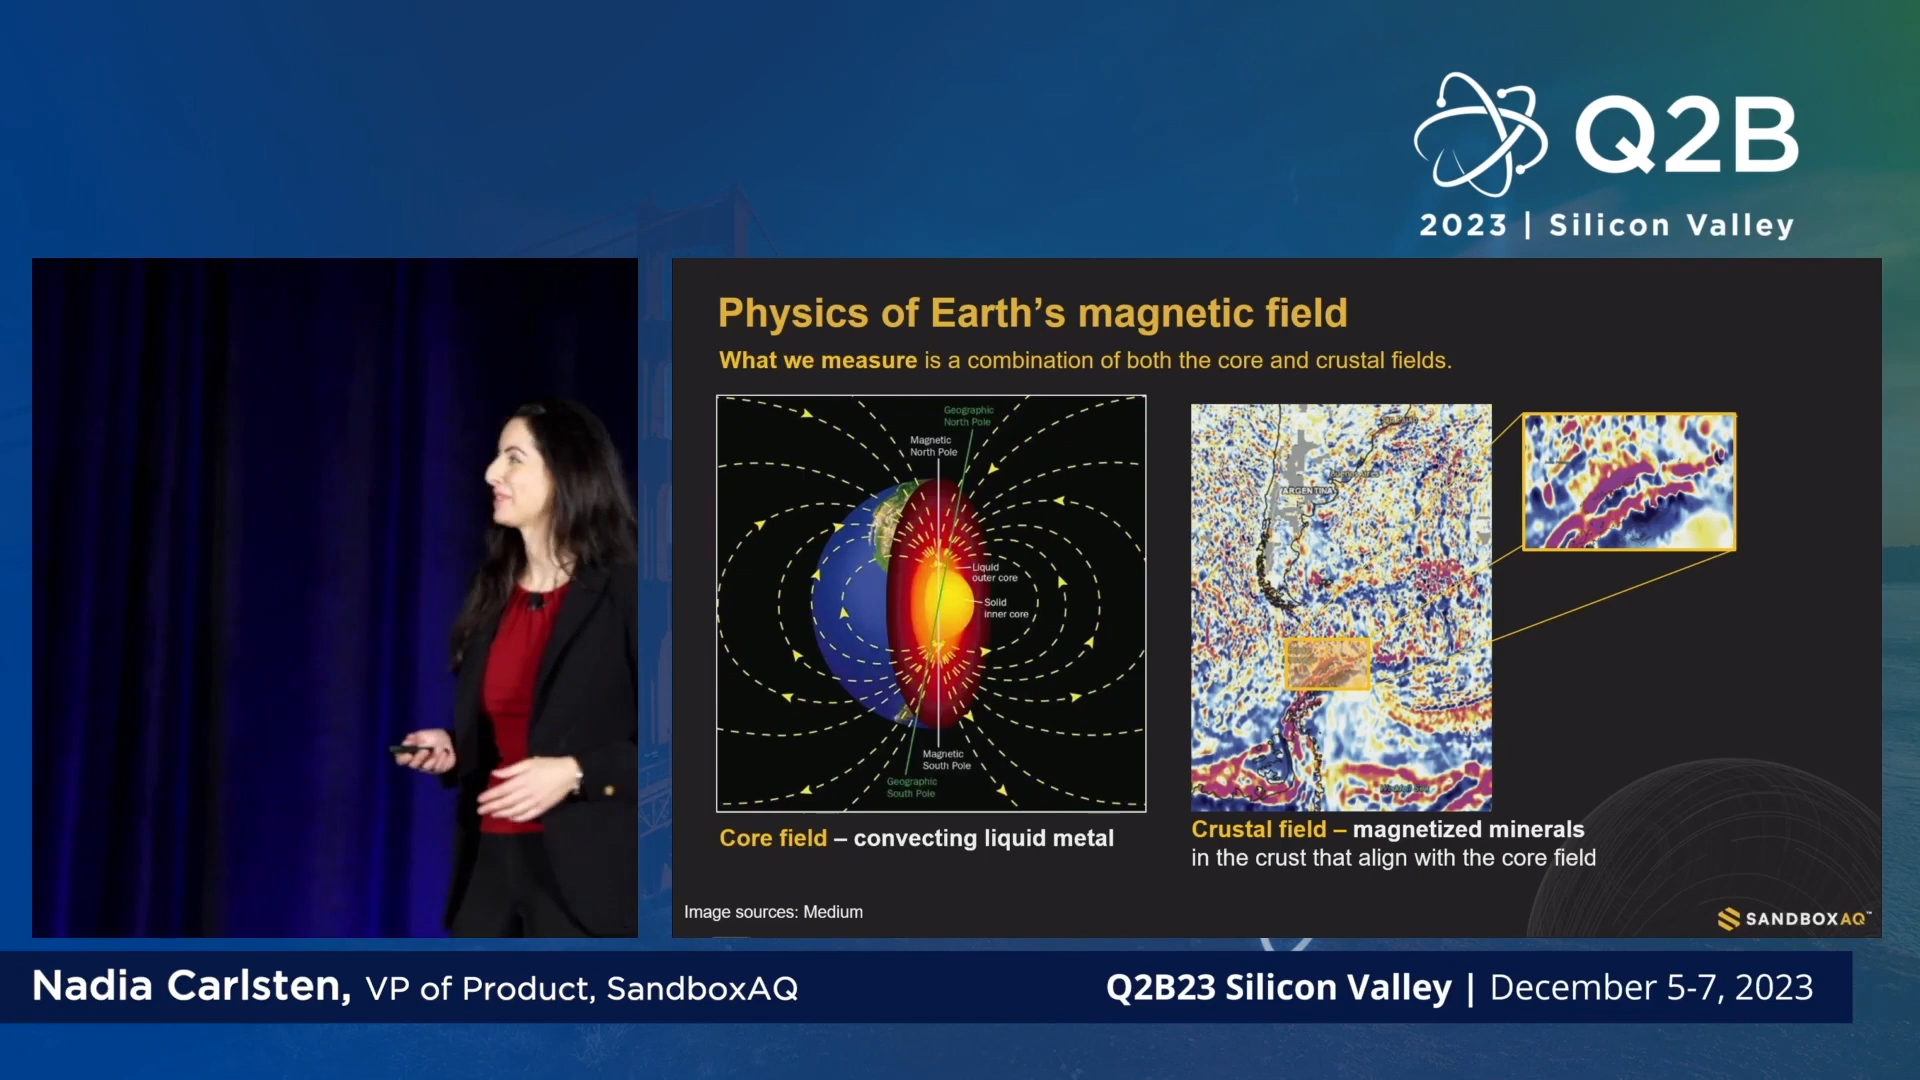 Q2B
2023 | Silicon Valley
Physics of Earth's magnetic field
What we measure is a combination of both the core and crustal fields.
Geographic
North Pole
Magnetic
North Pole
Liquid
outer core
Solid
inner core
Magnetic
South Pole
Geographic
South Pole
ARGENTINA
Core field – convecting liquid metal
Crustal field – magnetized minerals
in the crust that align with the core field
Image sources: Medium
SANDBOXAQ™
Nadia Carlsten, VP of Product, SandboxAQ
Q2B23 Silicon Valley | December 5-7, 2023